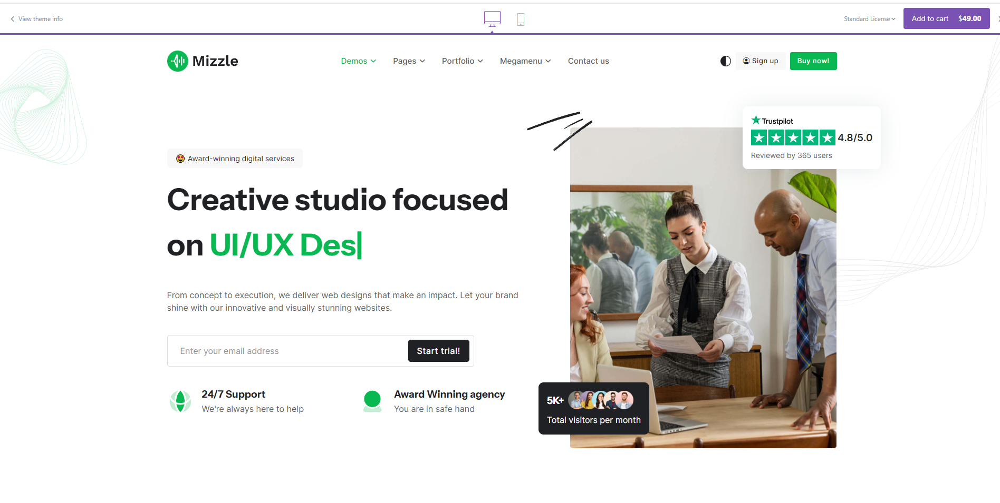 View theme info
Standard License
Add to cart $49.00
Mizzle
Demos
Pages
Portfolio
Megamenu
Contact us
Sign up
Buy now!
Trustpilot
4.8/5.0
Reviewed by 365 users
🤩 Award-winning digital services
Creative studio focused
on UI/UX Des|
From concept to execution, we deliver web designs that make an impact. Let your brand
shine with our innovative and visually stunning websites.
Enter your email address
Start trial!
24/7 Support
We're always here to help
Award Winning agency
You are in safe hand
5K+
Total visitors per month